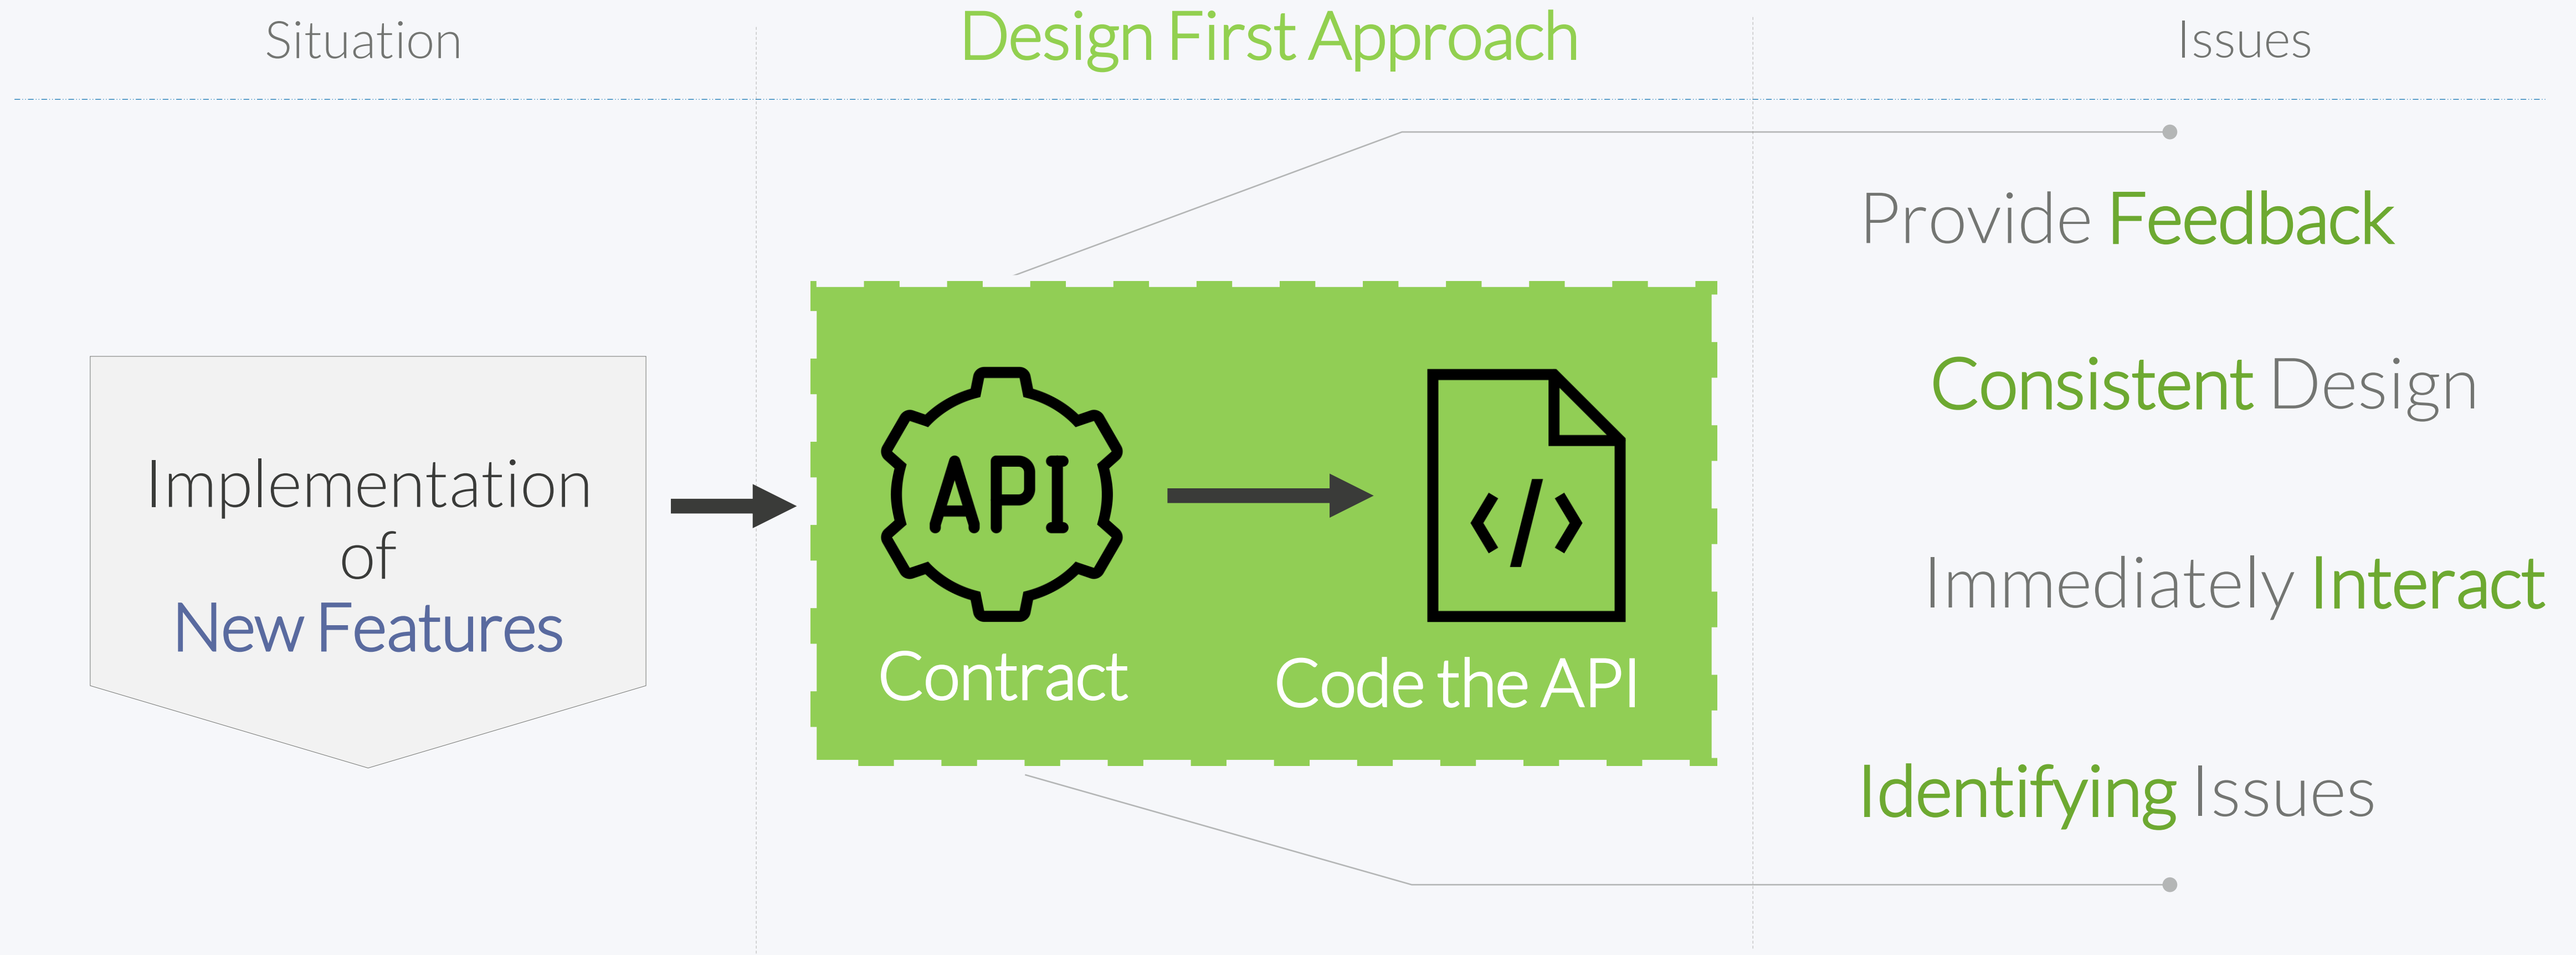 Situation
Design First Approach
Issues
Implementation
of
New Features
API
</>
Contract
Code the API
Provide Feedback
Consistent Design
Immediately Interact
Identifying Issues